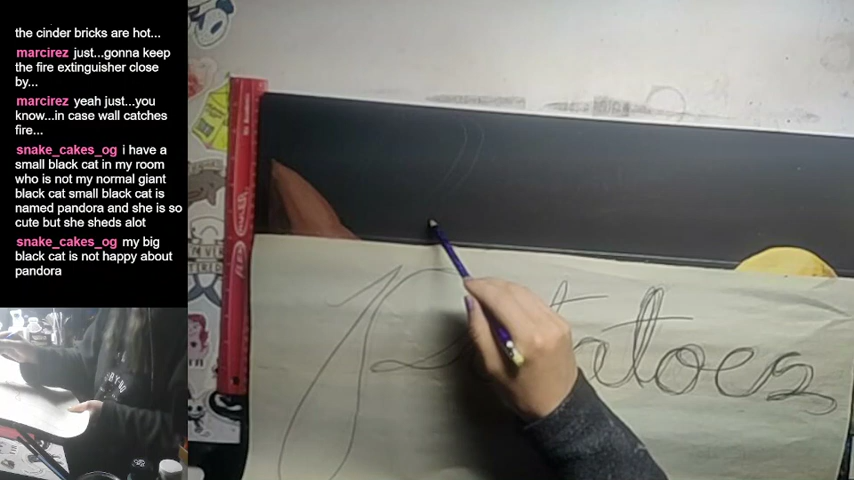 the cinder bricks are hot...
marcirez just...gonna keep
the fire extinguisher close
by...
marcirez yeah just...you
know...in case wall catches
fire...
snake_cakes_og i have a
small black cat in my room
who is not my normal giant
black cat small black cat is
named pandora and she is so
cute but she sheds alot
snake_cakes_og my big
black cat is not happy about
pandora
Potatoes